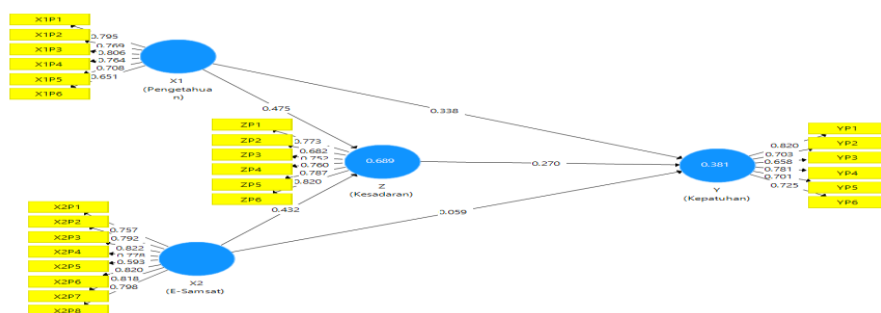 X1P1
X1P2
X1P3
X1P4
X1P5
X1P6
0.795
0.769
0.806
0.764
0.708
0.651
X1
(Pengetahua
n)
0.475
0.338
ZP1
ZP2
ZP3
ZP4
ZP5
ZP6
0.773
0.682
0.752
0.760
0.787
0.820
0.689
Z
(Kesadaran)
0.270
0.432
0.059
X2P1
X2P2
X2P3
X2P4
X2P5
X2P6
X2P7
X2P8
0.757
0.792
0.822
0.778
0.593
0.820
0.818
0.798
X2
(E-Samsat)
0.381
Y
(Kepatuhan)
0.820
0.703
0.658
0.781
0.701
0.725
YP1
YP2
YP3
YP4
YP5
YP6